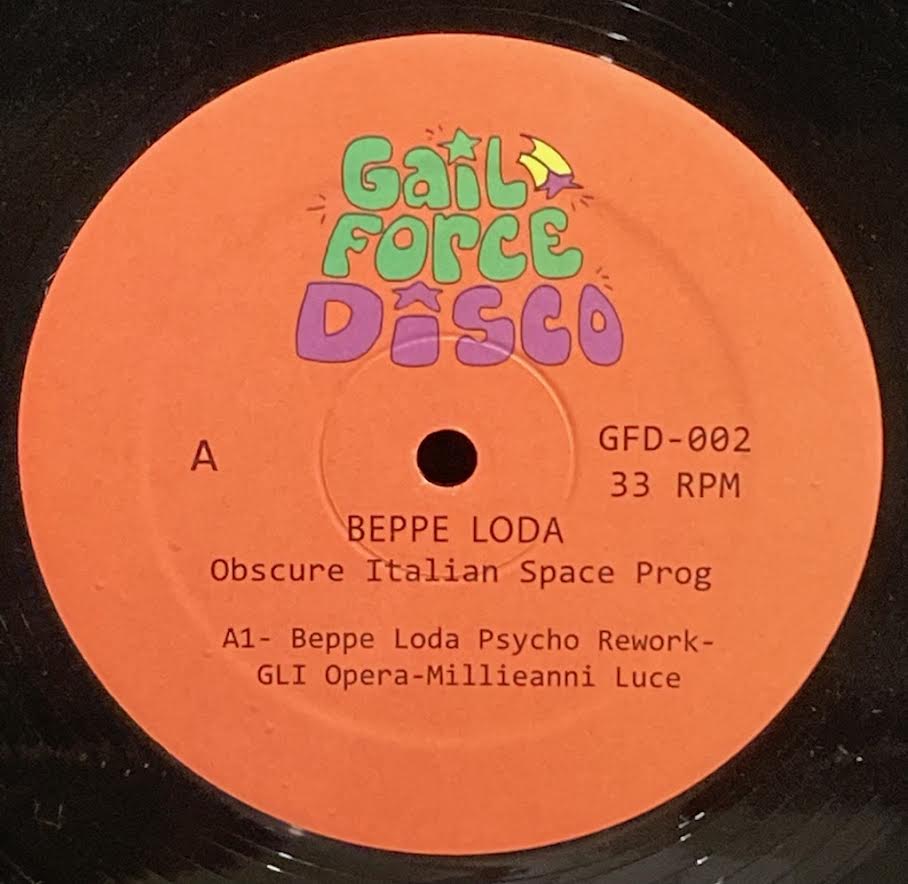 Gail
Force
Disco
A
GFD-002
33 RPM
BEPPE LODA
Obscure Italian Space Prog
A1- Beppe Loda Psycho Rework-
GLI Opera-Millieanni Luce